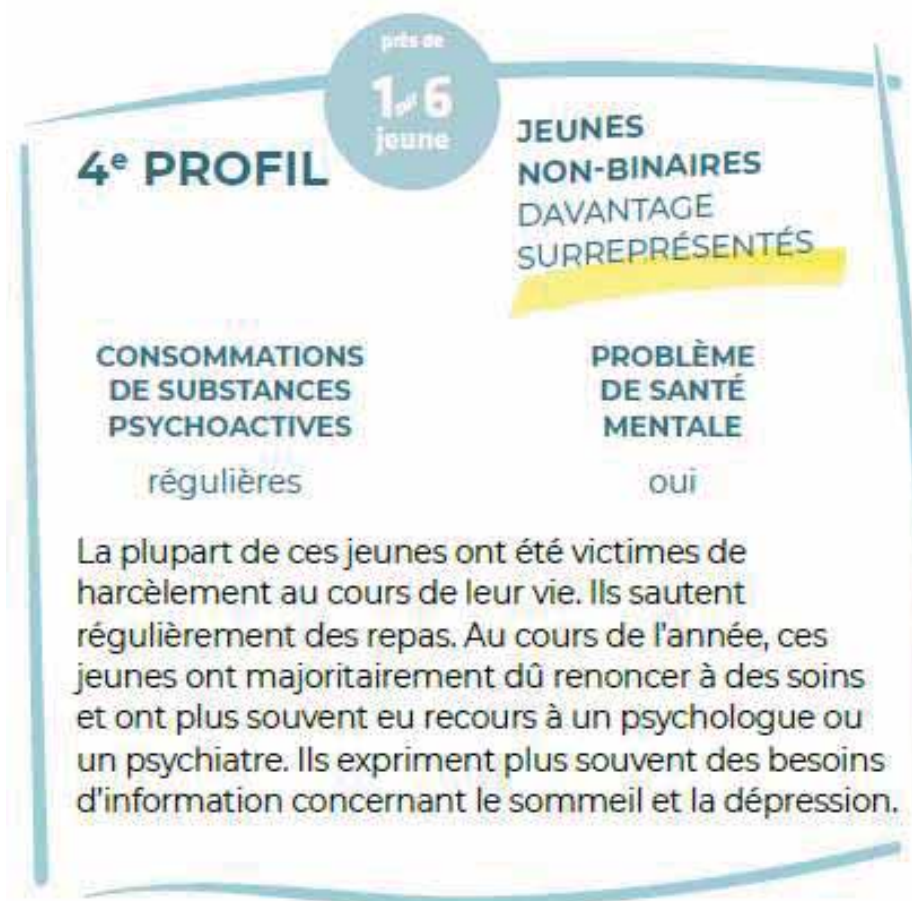 près de
1 sur 6
jeune
4e PROFIL
JEUNES
NON-BINAIRES
DAVANTAGE
SURREPRÉSENTÉS
CONSOMMATIONS
DE SUBSTANCES
PSYCHOACTIVES
régulières
PROBLÈME
DE SANTÉ
MENTALE
oui
La plupart de ces jeunes ont été victimes de
harcèlement au cours de leur vie. Ils sautent
régulièrement des repas. Au cours de l'année, ces
jeunes ont majoritairement dû renoncer à des soins
et ont plus souvent eu recours à un psychologue ou
un psychiatre. Ils expriment plus souvent des besoins
d'information concernant le sommeil et la dépression.